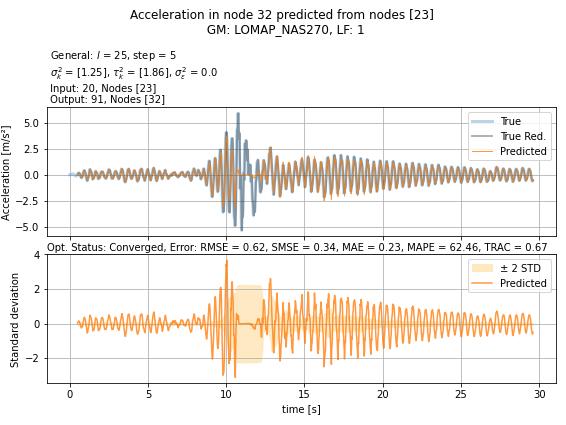 Acceleration in node 32 predicted from nodes [23]
GM: LOMAP_NAS270, LF: 1
General: l = 25, step = 5
σ²ₖ = [1.25], τ²ₖ = [1.86], σ²ε = 0.0
Input: 20, Nodes [23]
Output: 91, Nodes [32]
Acceleration [m/s²]
5.0
2.5
0.0
−2.5
−5.0
True
True Red.
Predicted
Opt. Status: Converged, Error: RMSE = 0.62, SMSE = 0.34, MAE = 0.23, MAPE = 62.46, TRAC = 0.67
Standard deviation
4
2
0
−2
± 2 STD
Predicted
0
5
10
15
20
25
30
time [s]